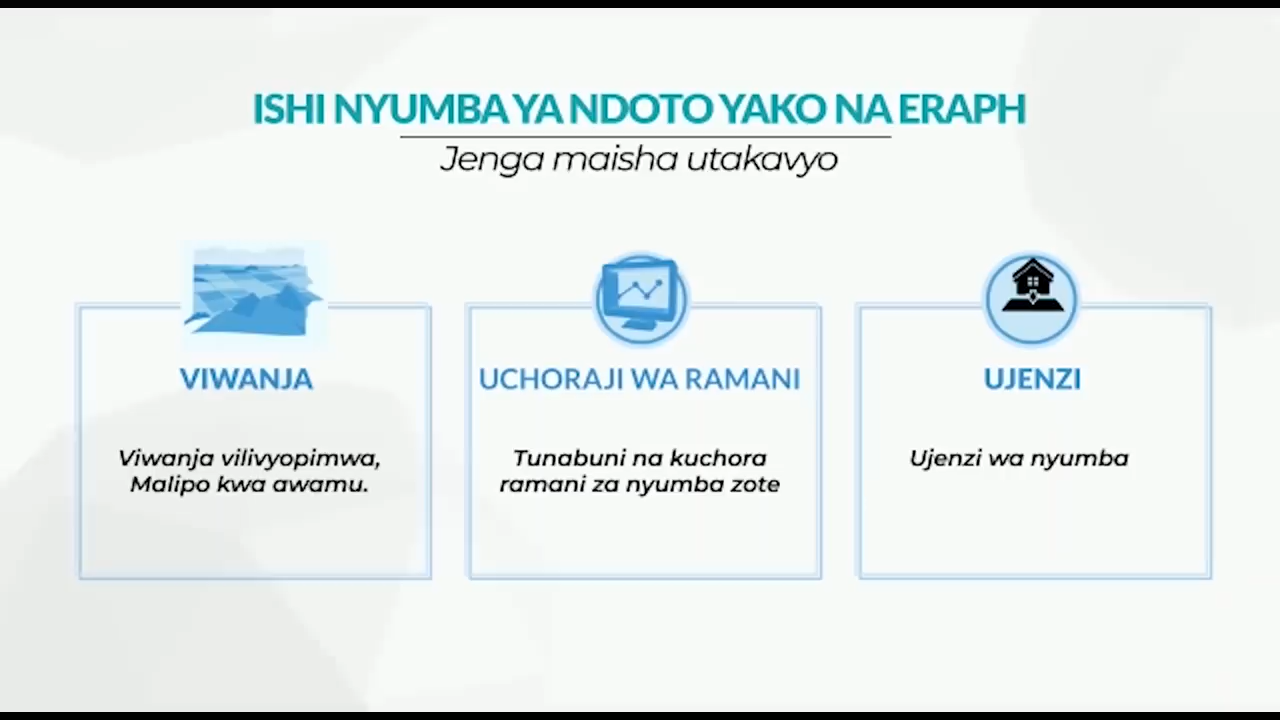 ISHI NYUMBA YA NDOTO YAKO NA ERAPH
Jenga maisha utakavyo
VIWANJA
Viwanja vilivyopimwa,
Malipo kwa awamu.
UCHORAJI WA RAMANI
Tunabuni na kuchora
ramani za nyumba zote
UJENZI
Ujenzi wa nyumba